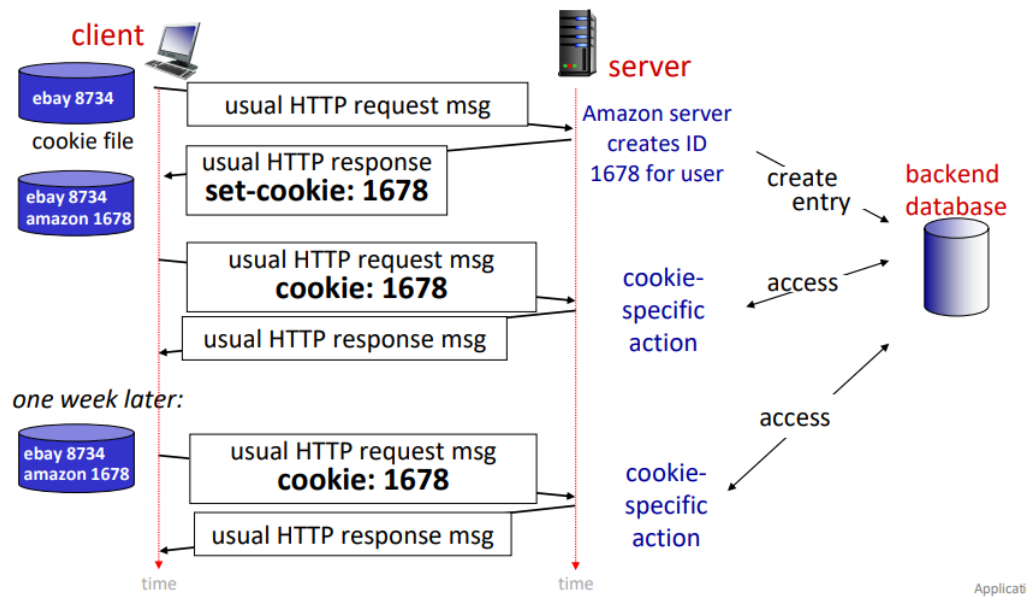 client
server
ebay 8734
cookie file
usual HTTP request msg
Amazon server
creates ID
1678 for user
usual HTTP response
set-cookie: 1678
ebay 8734
amazon 1678
create
entry
backend
database
usual HTTP request msg
cookie: 1678
cookie-
specific
action
access
usual HTTP response msg
one week later:
access
ebay 8734
amazon 1678
usual HTTP request msg
cookie: 1678
cookie-
specific
action
usual HTTP response msg
time
time
Applicati